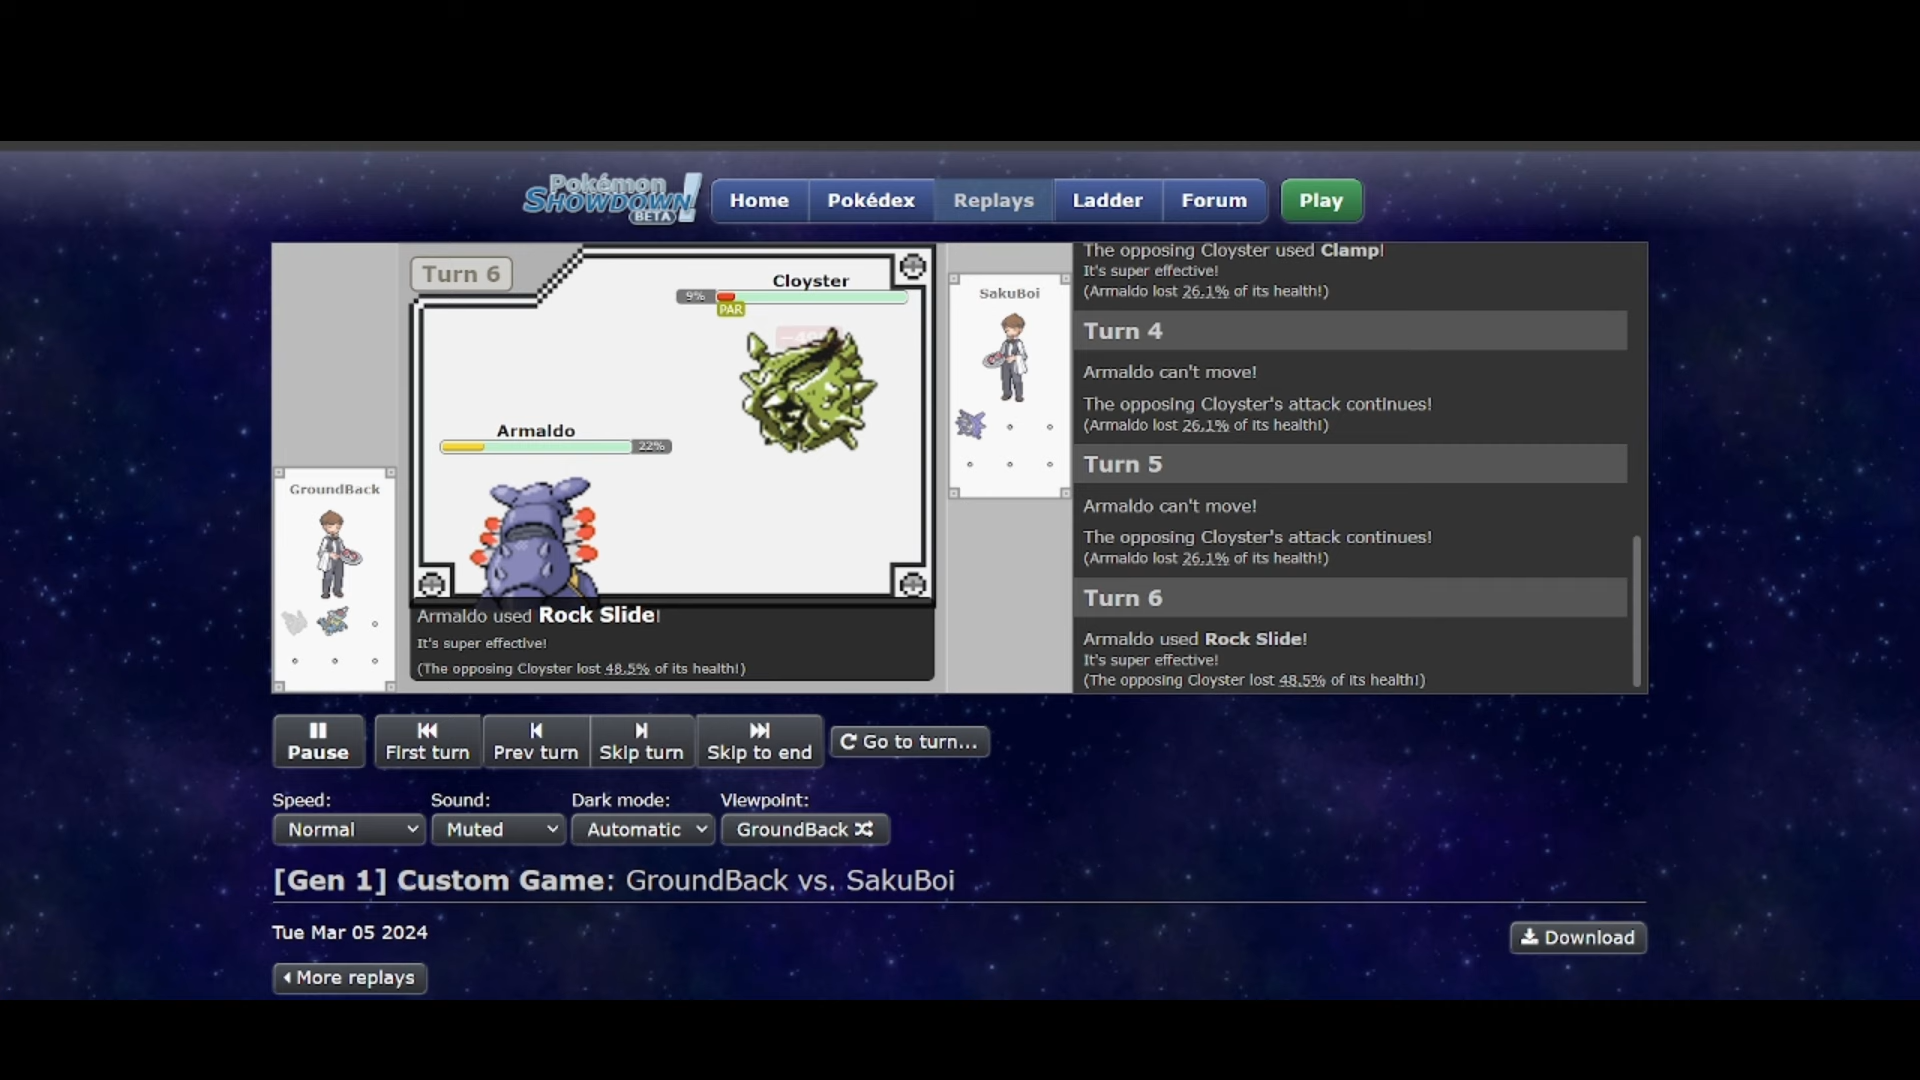 Pokémon
SHOWDOWN!
BETA
Home
Pokédex
Replays
Ladder
Forum
Play
Turn 6
Cloyster
9%
PAR
Armaldo
22%
GroundBack
SakuBoi
Armaldo used Rock Slide!
It's super effective!
(The opposing Cloyster lost 48.5% of its health!)
The opposing Cloyster used Clamp!
It's super effective!
(Armaldo lost 26.1% of its health!)
Turn 4
Armaldo can't move!
The opposing Cloyster's attack continues!
(Armaldo lost 26.1% of its health!)
Turn 5
Armaldo can't move!
The opposing Cloyster's attack continues!
(Armaldo lost 26.1% of its health!)
Turn 6
Armaldo used Rock Slide!
It's super effective!
(The opposing Cloyster lost 48.5% of its health!)
Pause
First turn
Prev turn
Skip turn
Skip to end
Go to turn...
Speed:
Sound:
Dark mode:
Viewpoint:
Normal
Muted
Automatic
GroundBack
[Gen 1] Custom Game: GroundBack vs. SakuBoi
Tue Mar 05 2024
Download
More replays